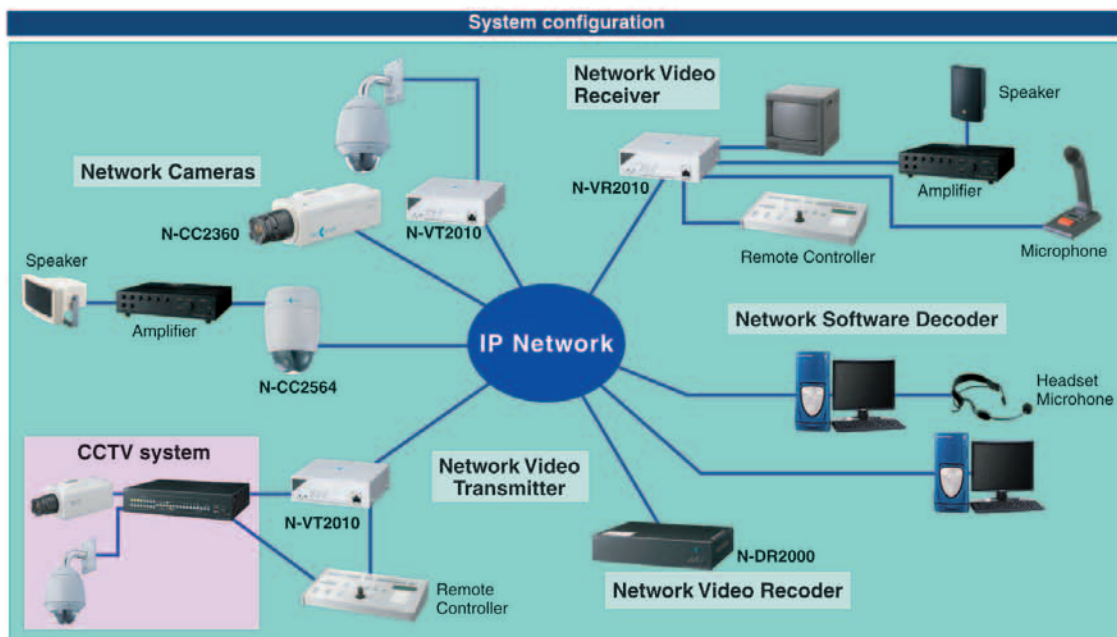 System configuration
Network Cameras
N-CC2360
N-VT2010
Network Video
Receiver
N-VR2010
Speaker
Amplifier
Remote Controller
Microphone
Speaker
Amplifier
N-CC2564
IP Network
Network Software Decoder
Headset
Microhone
CCTV system
N-VT2010
Network Video
Transmitter
Remote
Controller
N-DR2000
Network Video Recoder